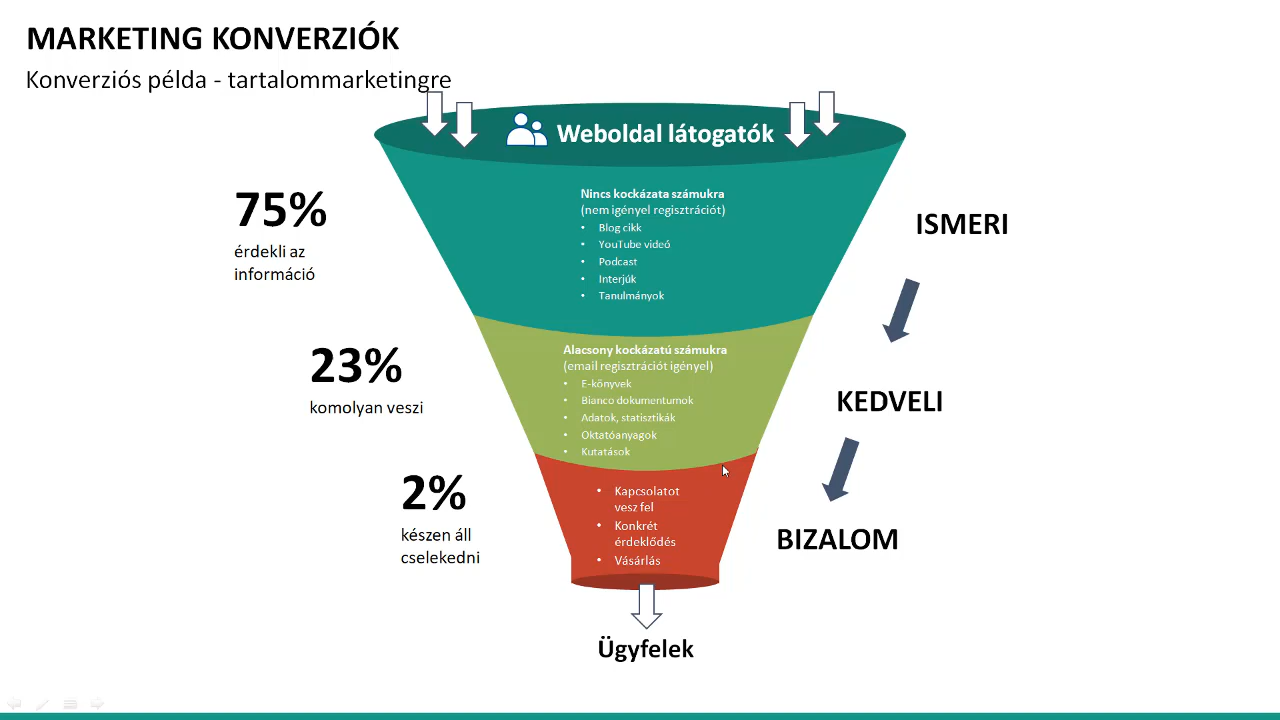 MARKETING KONVERZIÓK
Konverziós példa - tartalommarketingre
Weboldal látogatók
75%
érdekli az
információ
Nincs kockázata számukra
(nem igényel regisztrációt)
• Blog cikk
• YouTube videó
• Podcast
• Interjúk
• Tanulmányok
ISMERI
23%
komolyan veszi
Alacsony kockázatú számukra
(email regisztrációt igényel)
• E-könyvek
• Bianco dokumentumok
• Adatok, statisztikák
• Oktatóanyagok
• Kutatások
KEDVELI
2%
készen áll
cselekedni
• Kapcsolatot
vesz fel
• Konkrét
érdeklődés
• Vásárlás
BIZALOM
Ügyfelek